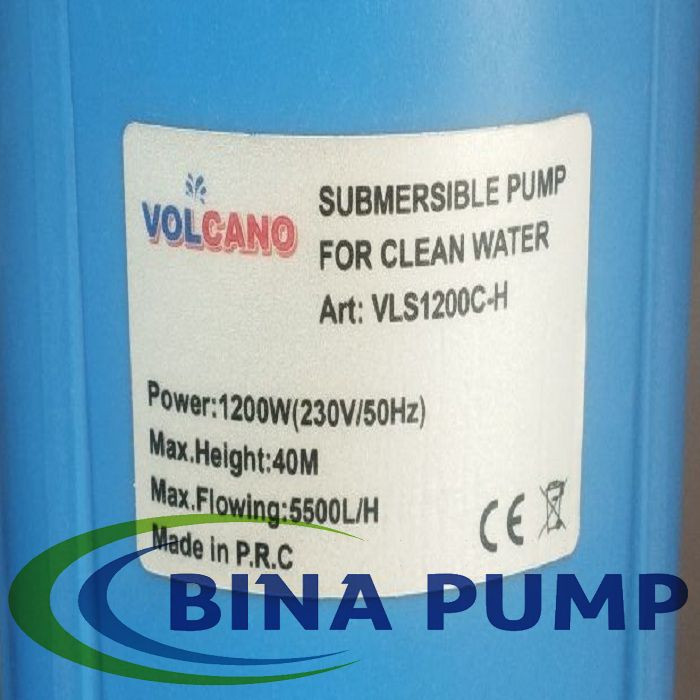 VOLCANO
SUBMERSIBLE PUMP
FOR CLEAN WATER
Art: VLS1200C-H
Power:1200W(230V/50Hz)
Max.Height:40M
Max.Flowing:5500L/H
Made in P.R.C
CE
BINA PUMP